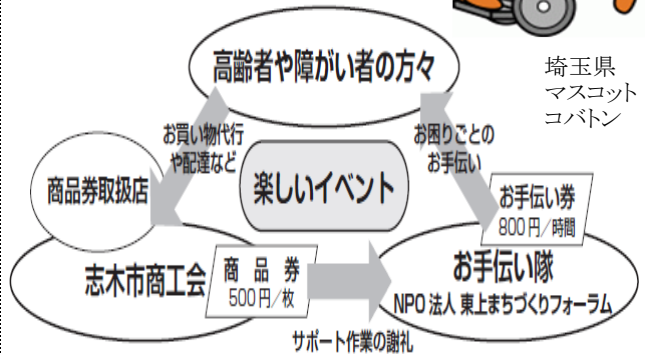 高齢者や障がい者の方々
埼玉県
マスコット
コバトン
お買い物代行
や配達など
お困りごとの
お手伝い
楽しいイベント
商品券取扱店
お手伝い券
800円／時間
志木市商工会
商品券
500円／枚
お手伝い隊
NPO法人 東上まちづくりフォーラム
サポート作業の謝礼